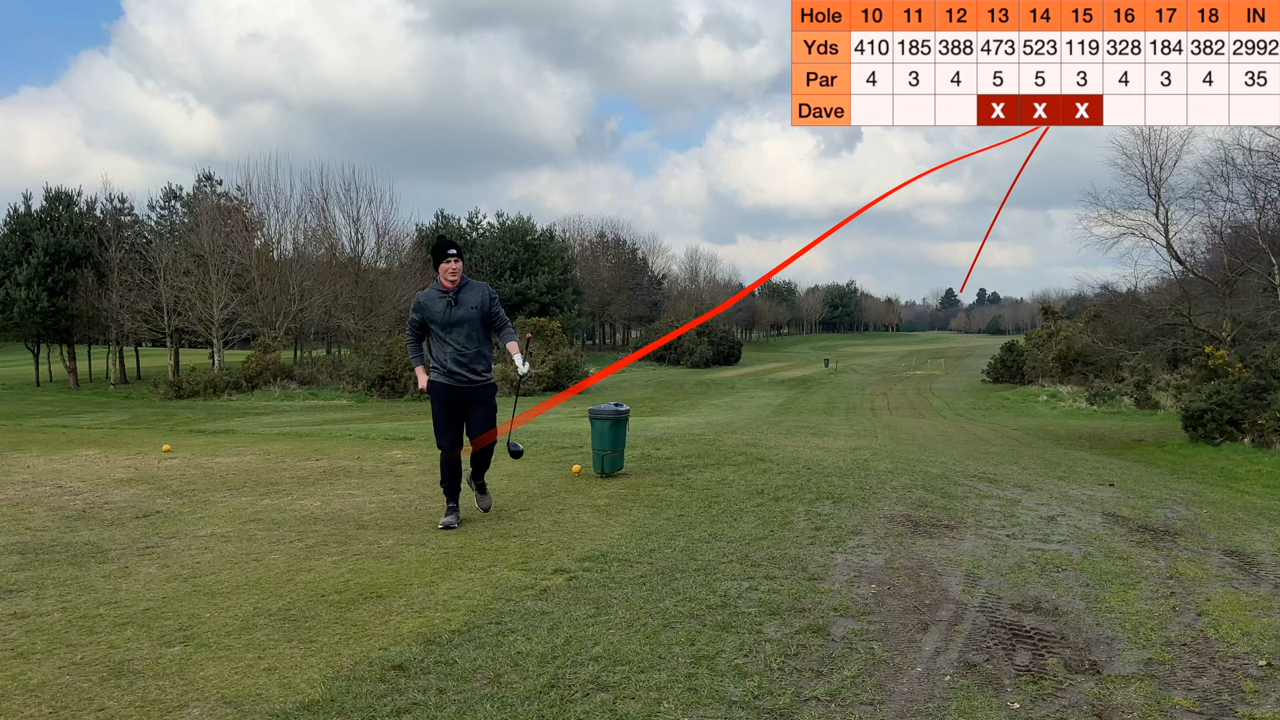 Hole 10 11 12 13 14 15 16 17 18 IN
Yds 410 185 388 473 523 119 328 184 382 2992
Par 4 3 4 5 5 3 4 3 4 35
Dave X X X